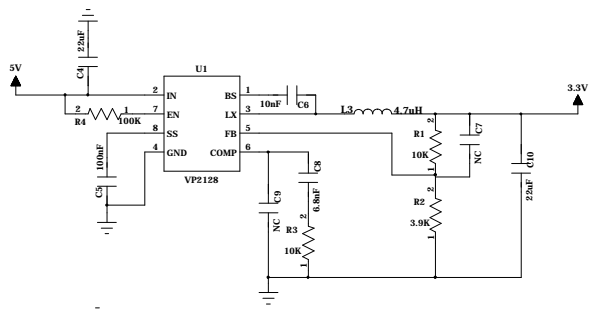 22uF
C4
5V
U1
3.3V
2 IN
BS 1
10nF C6
L3 4.7uH
2 R4 1 100K
7 EN
LX 3
8 SS
FB 5
4 GND
COMP 6
VP2128
100nF
C5
2
R1
10K
1
C7
NC
C10
22uF
C8
6.8nF
C9
NC
2
R3
10K
1
2
R2
3.9K
1